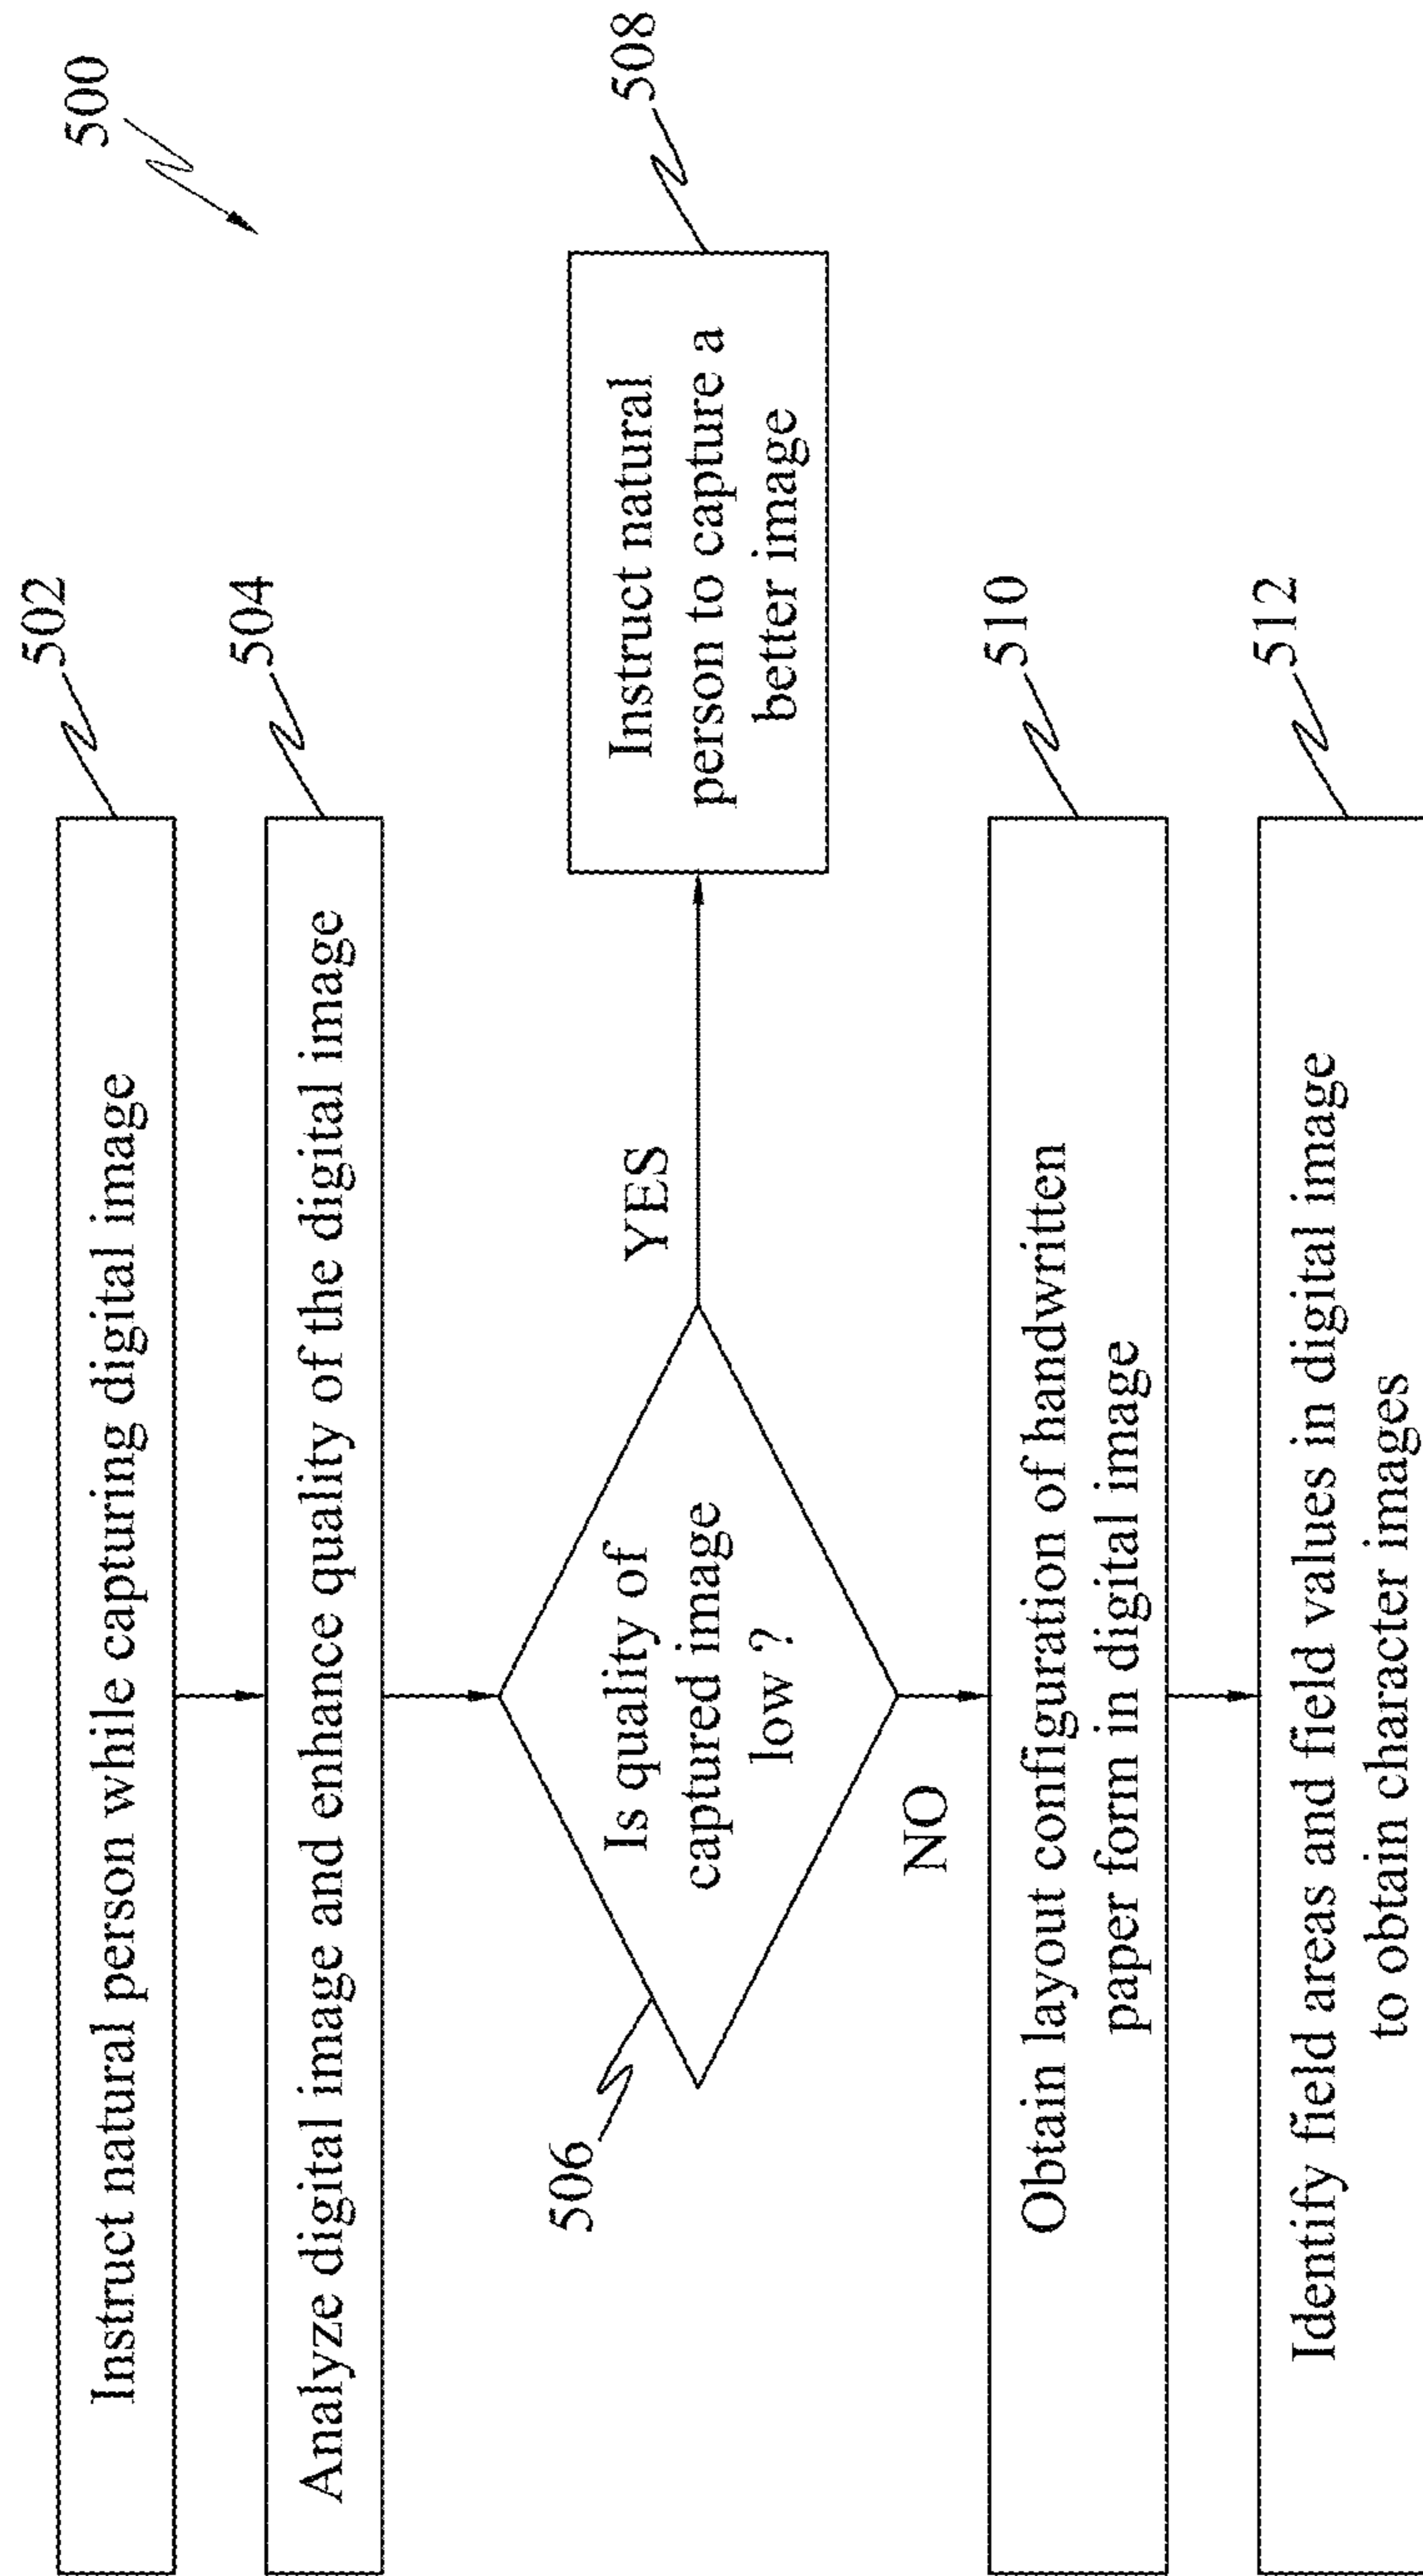 500
502
Instruct natural person while capturing digital image
504
Analyze digital image and enhance quality of the digital image
506
Is quality of
captured image
low ?
YES
508
Instruct natural
person to capture a
better image
NO
510
Obtain layout configuration of handwritten
paper form in digital image
512
Identify field areas and field values in digital image
to obtain character images